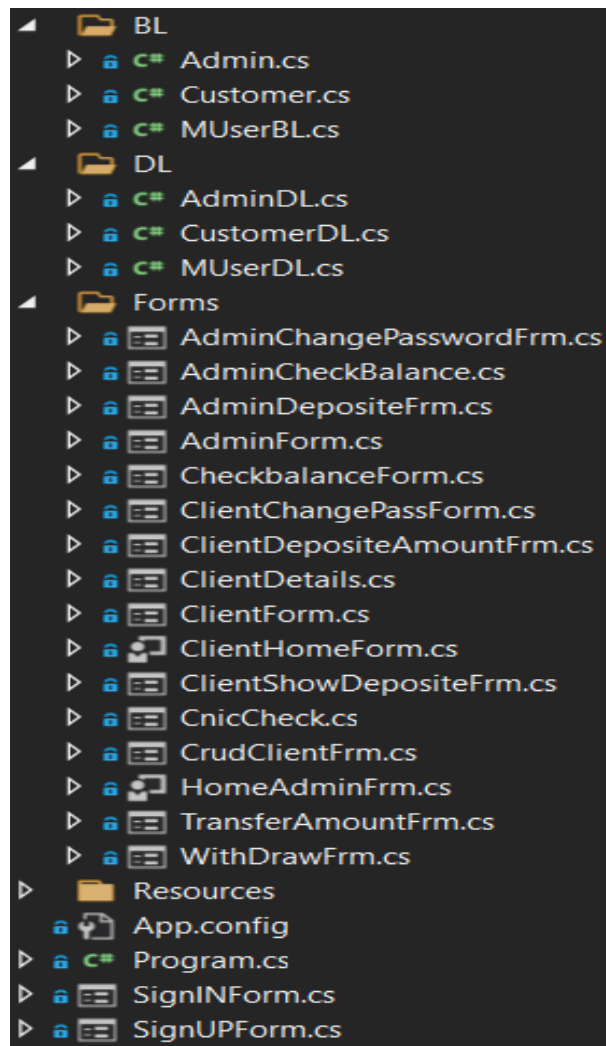 BL
C# Admin.cs
C# Customer.cs
C# MUserBL.cs
DL
C# AdminDL.cs
C# CustomerDL.cs
C# MUserDL.cs
Forms
AdminChangePasswordFrm.cs
AdminCheckBalance.cs
AdminDepositeFrm.cs
AdminForm.cs
CheckbalanceForm.cs
ClientChangePassForm.cs
ClientDepositeAmountFrm.cs
ClientDetails.cs
ClientForm.cs
ClientHomeForm.cs
ClientShowDepositeFrm.cs
CnicCheck.cs
CrudClientFrm.cs
HomeAdminFrm.cs
TransferAmountFrm.cs
WithDrawFrm.cs
Resources
App.config
C# Program.cs
SignINForm.cs
SignUPForm.cs